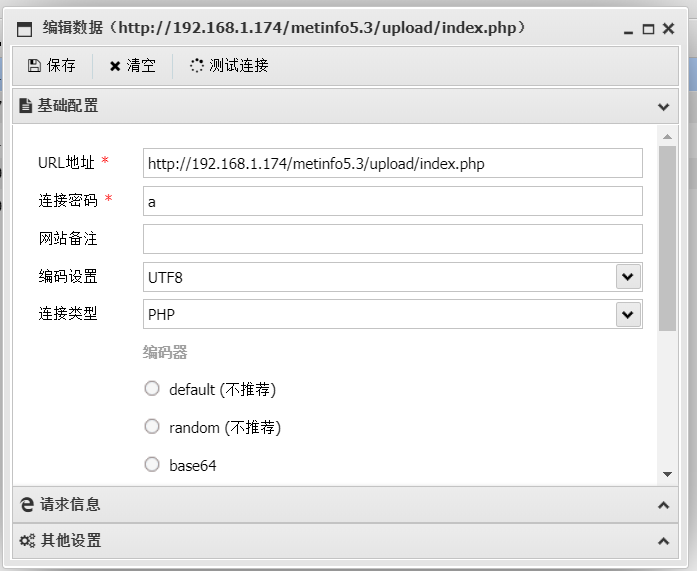 编辑数据（http://192.168.1.174/metinfo5.3/upload/index.php）
保存 清空 测试连接
基础配置
URL地址 * http://192.168.1.174/metinfo5.3/upload/index.php
连接密码 * a
网站备注
编码设置 UTF8
连接类型 PHP
编码器
default (不推荐)
random (不推荐)
base64
请求信息
其他设置